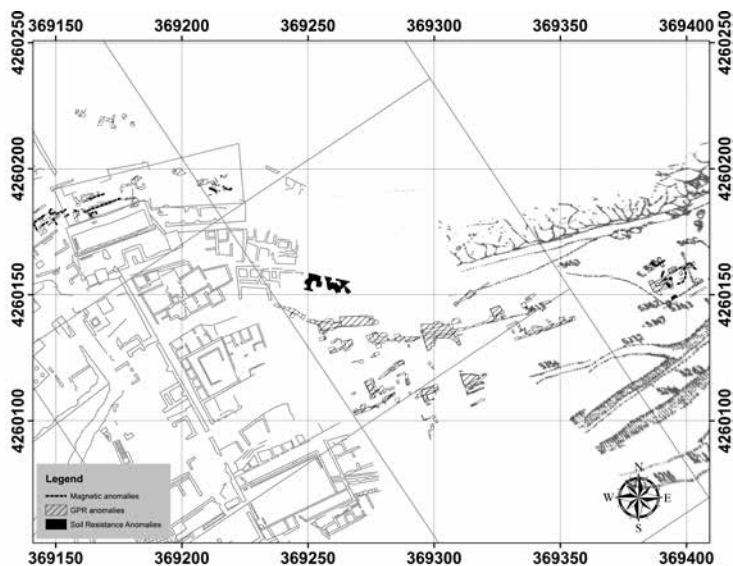 369150 369200 369250 369300 369350 369400
4260250 4260250
4260200 4260200
4260150 4260150
4260100 4260100
Legend
Magnetic anomalies
GPR anomalies
Soil Resistance Anomalies
N
W E
S
369150 369200 369250 369300 369350 369400